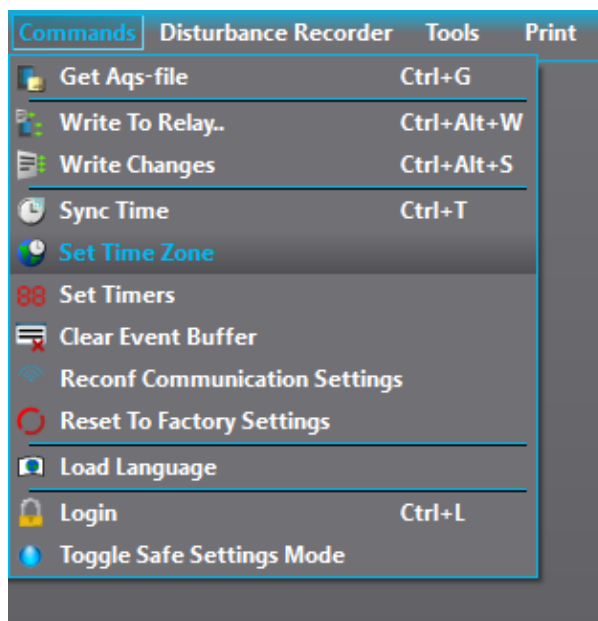 Commands Disturbance Recorder Tools Print
Get Aqs-file Ctrl+G
Write To Relay.. Ctrl+Alt+W
Write Changes Ctrl+Alt+S
Sync Time Ctrl+T
Set Time Zone
88 Set Timers
Clear Event Buffer
Reconf Communication Settings
Reset To Factory Settings
Load Language
Login Ctrl+L
Toggle Safe Settings Mode